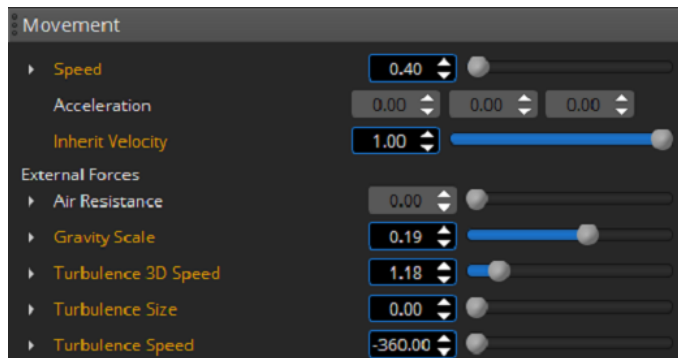 Movement
Speed 0.40
Acceleration 0.00 0.00 0.00
Inherit Velocity 1.00
External Forces
Air Resistance 0.00
Gravity Scale 0.19
Turbulence 3D Speed 1.18
Turbulence Size 0.00
Turbulence Speed -360.00